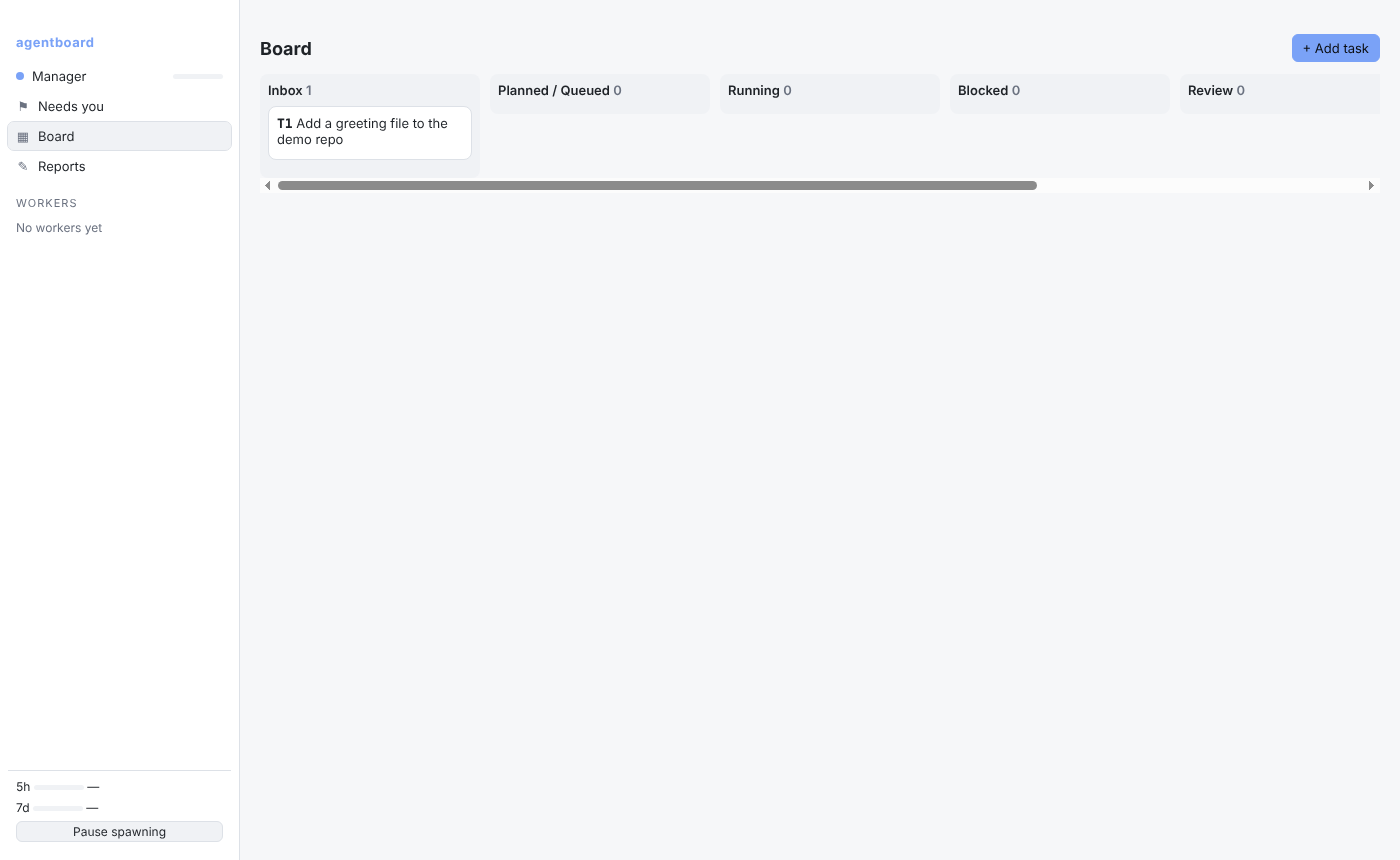 agentboard
Manager
Needs you
Board
Reports
WORKERS
No workers yet
5h —
7d —
Pause spawning
Board
+ Add task
Inbox 1
T1 Add a greeting file to the
demo repo
Planned / Queued 0
Running 0
Blocked 0
Review 0